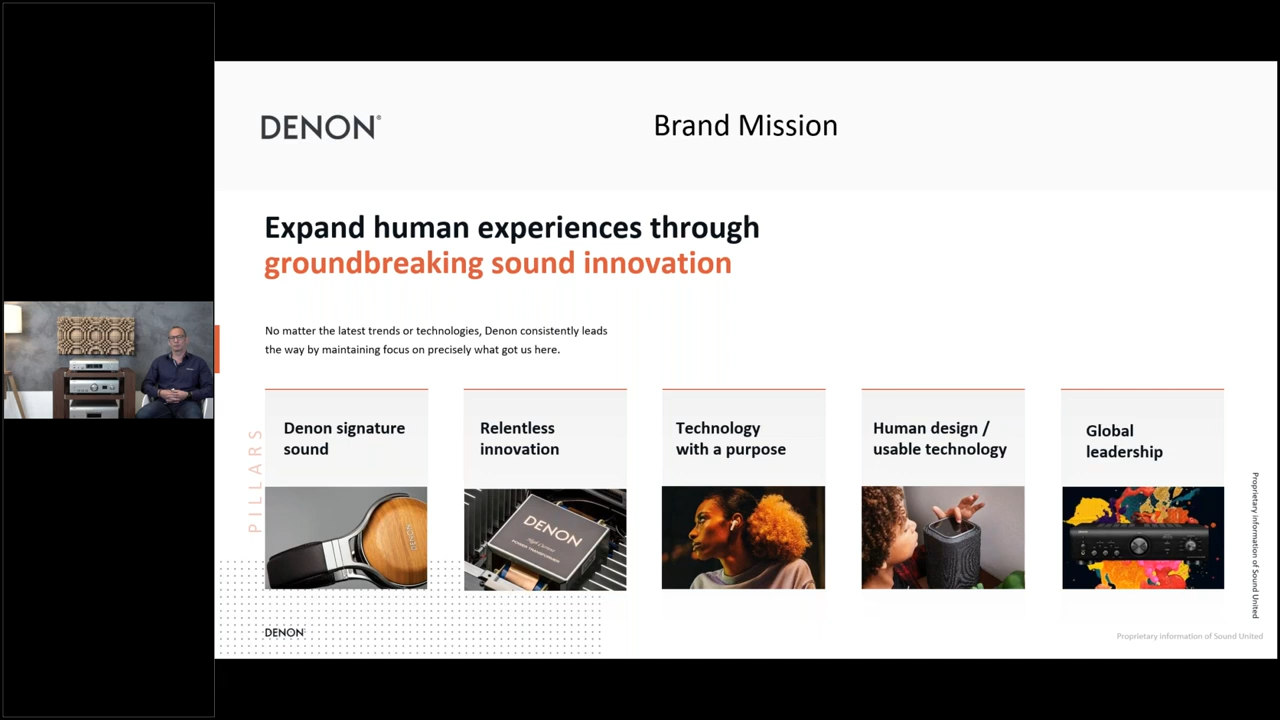 DENON®
Brand Mission
Expand human experiences through
groundbreaking sound innovation
No matter the latest trends or technologies, Denon consistently leads
the way by maintaining focus on precisely what got us here.
PILLARS
Denon signature
sound
Relentless
innovation
Technology
with a purpose
Human design /
usable technology
Global
leadership
DENON
DENON
POWER TRANSFORMER
DENON
Proprietary information of Sound United
Proprietary information of Sound United